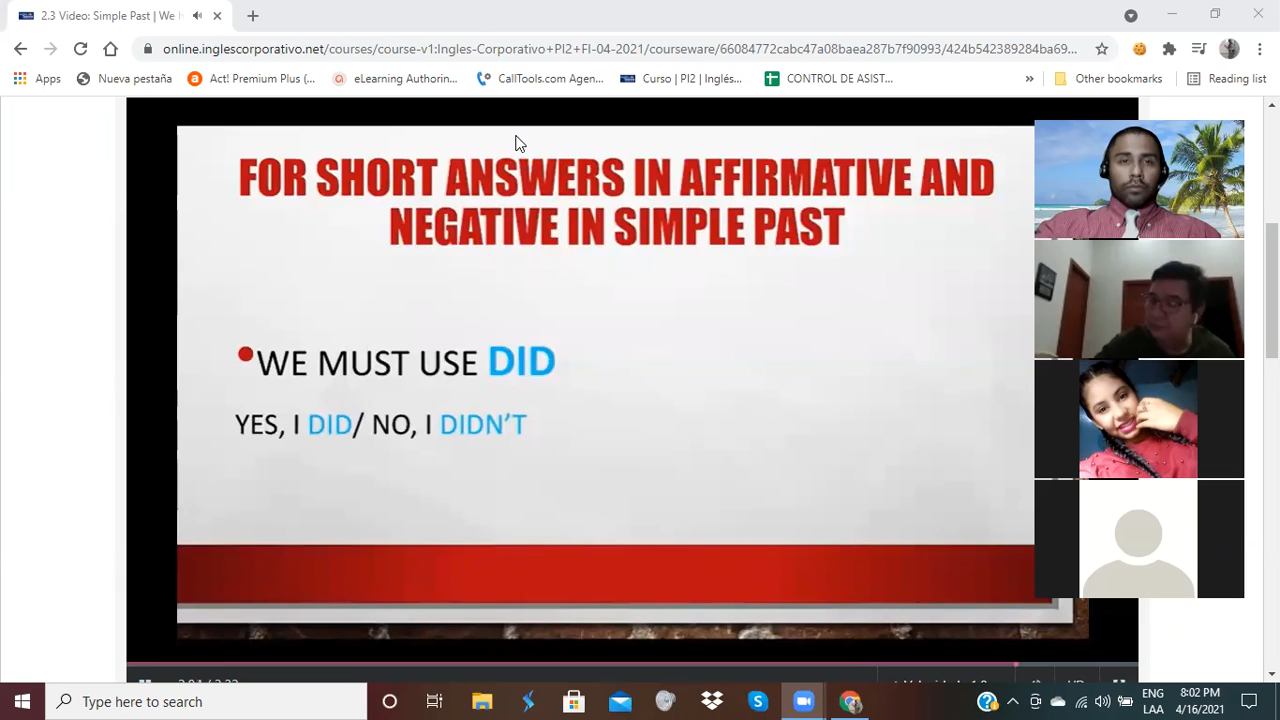 2.3 Video: Simple Past | We
online.inglescorporativo.net/courses/course-v1:Ingles-Corporativo+PI2+FI-04-2021/courseware/66084772cabc47a08baea287b7f90993/424b542389284ba69...
Apps
Nueva pestaña
Act! Premium Plus (...
eLearning Authorin...
CallTools.com Agen...
Curso | PI2 | Ingles...
CONTROL DE ASIST...
»
Other bookmarks
Reading list
FOR SHORT ANSWERS IN AFFIRMATIVE AND
NEGATIVE IN SIMPLE PAST
•WE MUST USE DID
YES, I DID/ NO, I DIDN'T
Type here to search
ENG
LAA
8:02 PM
4/16/2021